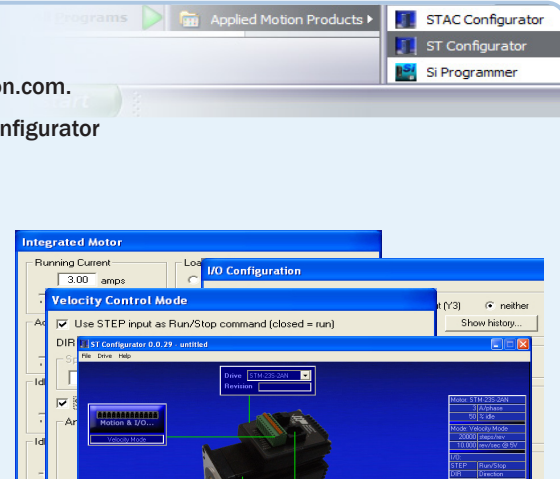 Programs
Applied Motion Products
STAC Configurator
ST Configurator
Si Programmer
on.com.
nfigurator
Integrated Motor
Running Current
Loa
3.00 amps
I/O Configuration
Velocity Control Mode
(Y3) neither
Show history...
Use STEP input as Run/Stop command (closed = run)
DIR
ST Configurator 0.0.29 - untitled
File Drive Help
Drive STM-23S-2AN
Revision
Motion & I/O...
Velocity Mode
Motor: STM-23S-2AN
3 A/phase
50 % idle
Mode: Velocity Mode
20000 steps/rev
10.000 rev/sec @ 5V
I/O:
STEP Run/Stop
DIR Direction